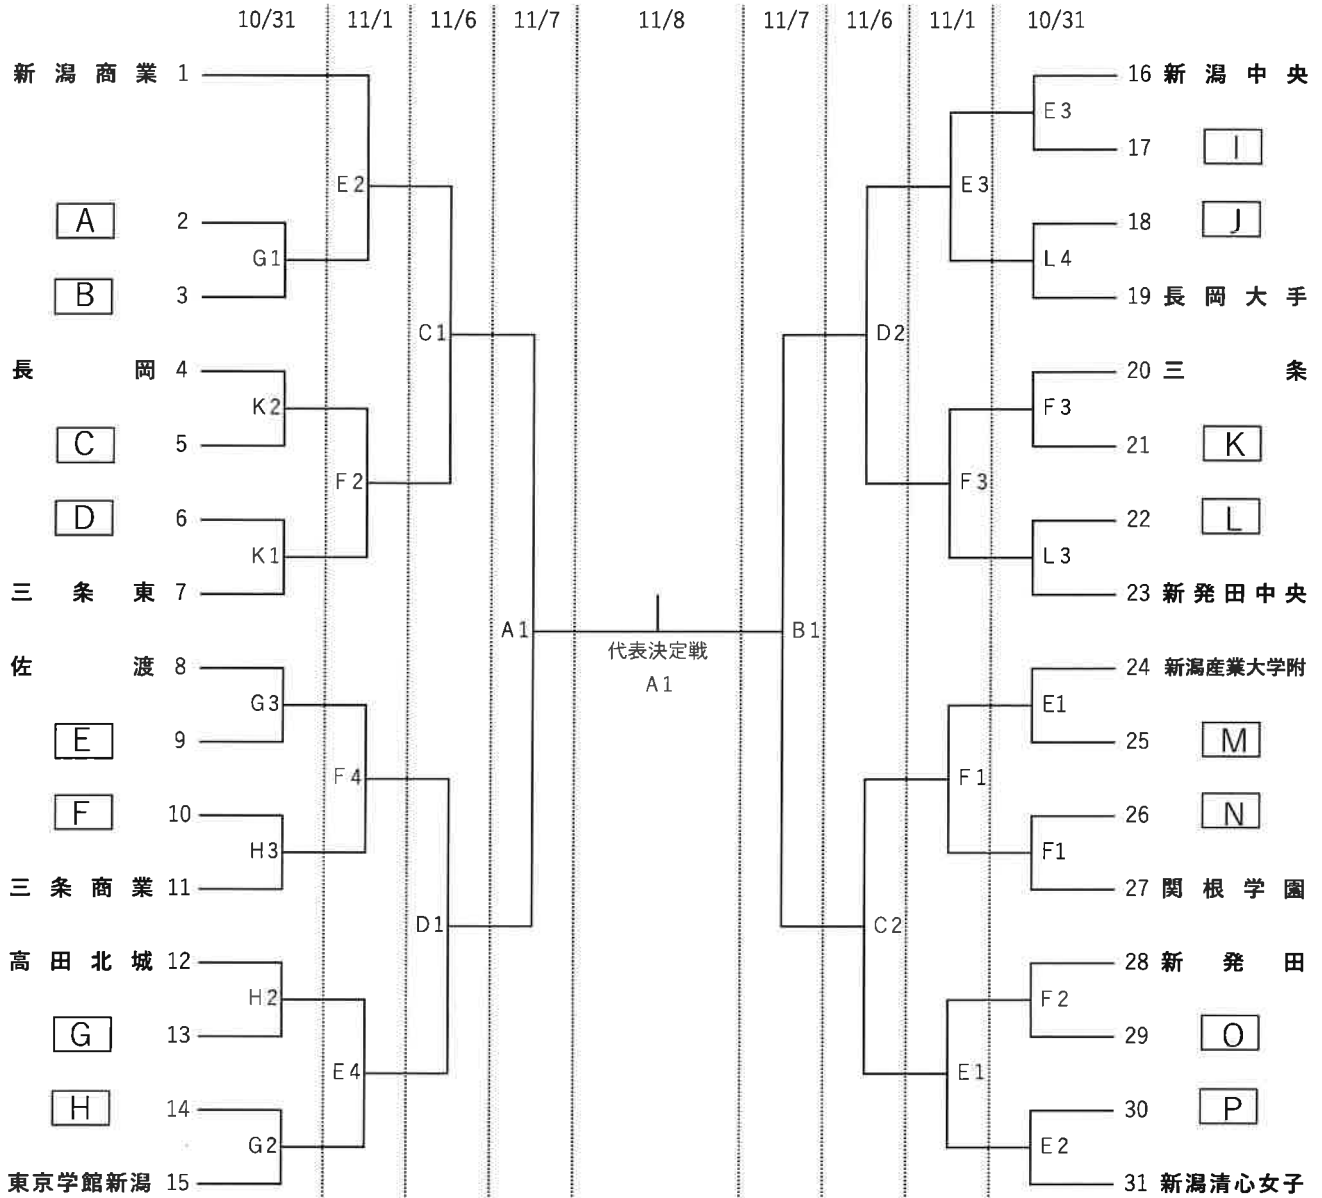 10/31 11/1 11/6 11/7 11/8 11/7 11/6 11/1 10/31
新潟商業 1 16 新潟中央
E3
17 I
E2 E3
A 2 18 J
G1 L4
B 3 19 長岡大手
C1 D2
長岡 4 20 三条
K2 F3
C 5 21 K
F2 F3
D 6 22 L
K1 L3
三条東 7 23 新発田中央
A1 B1
代表決定戦
佐渡 8 24 新潟産業大学附
A1
G3 E1
E 9 25 M
F4 F1
F 10 26 N
H3 F1
三条商業 11 27 関根学園
D1 C2
高田北城 12 28 新発田
H2 F2
G 13 29 O
E4 E1
H 14 30 P
G2 E2
東京学館新潟 15 31 新潟清心女子